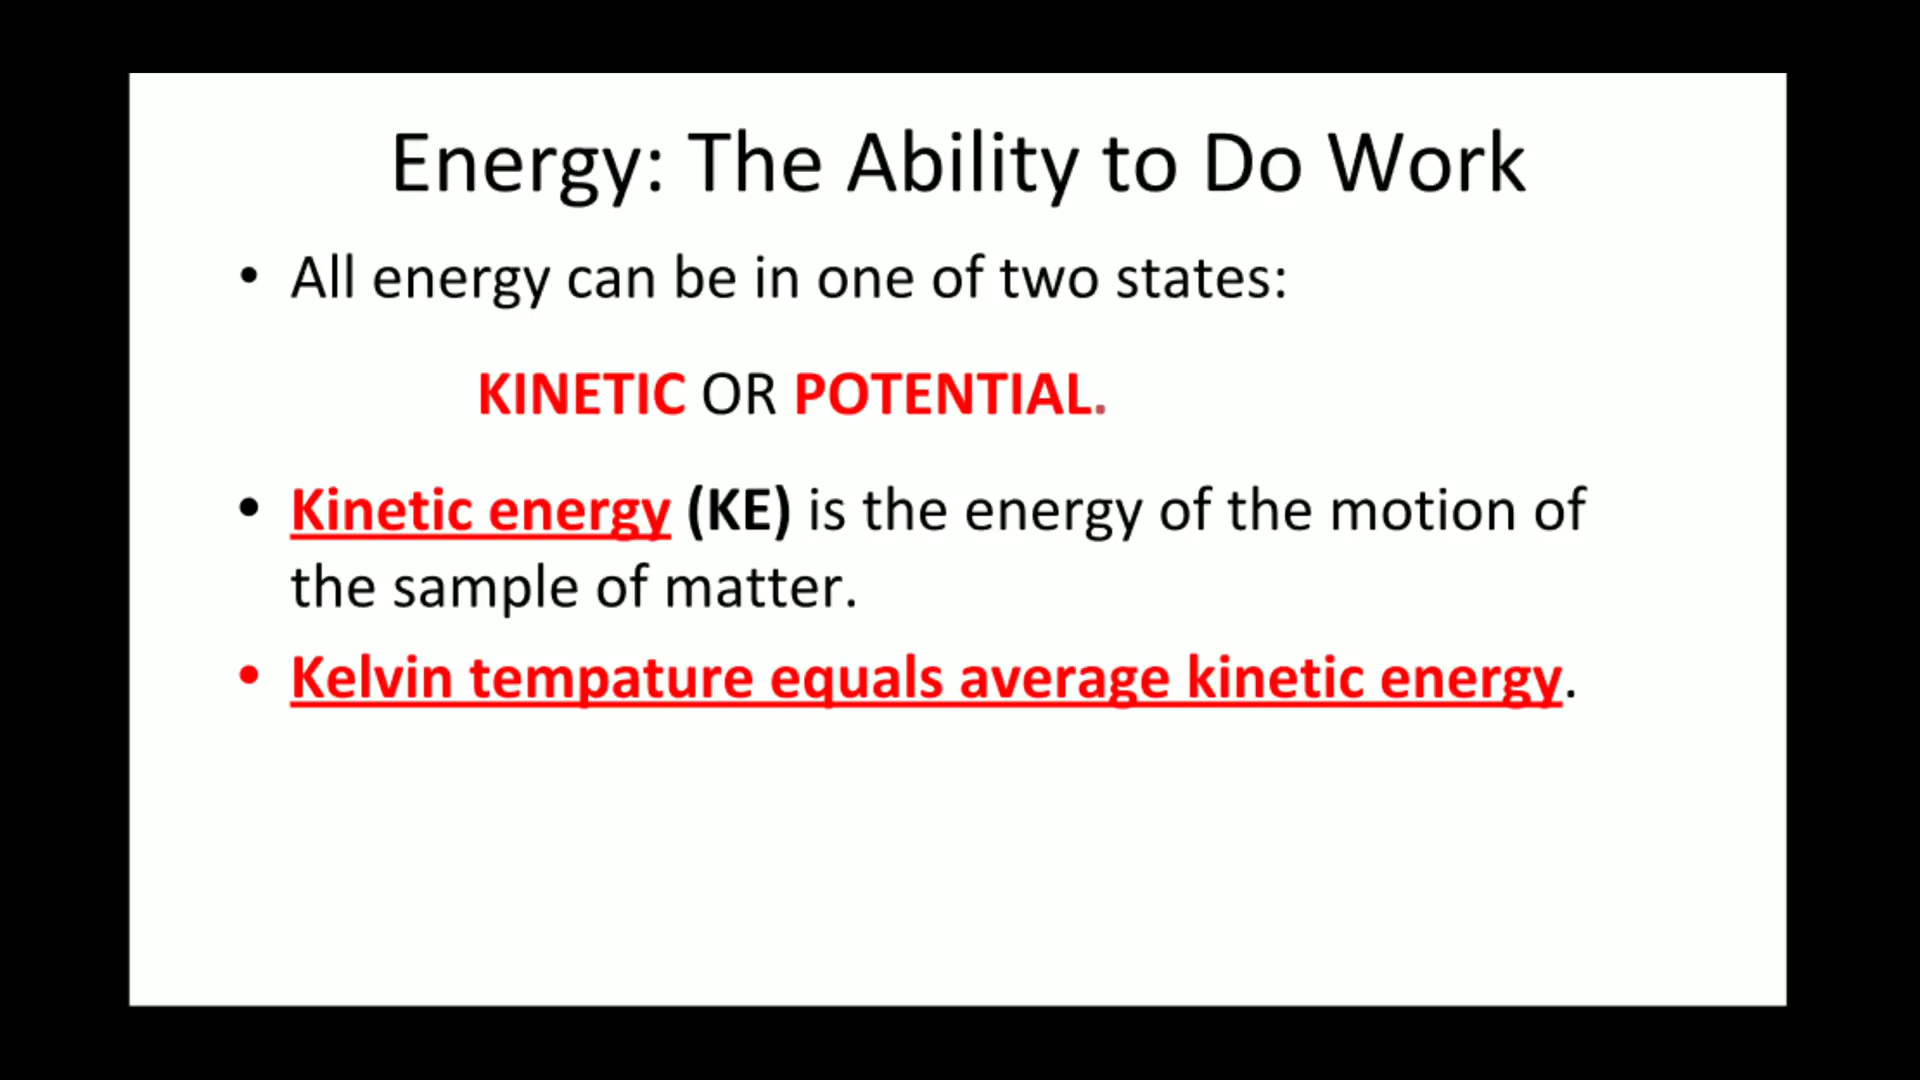 Energy: The Ability to Do Work
• All energy can be in one of two states:
KINETIC OR POTENTIAL.
• Kinetic energy (KE) is the energy of the motion of
the sample of matter.
• Kelvin tempature equals average kinetic energy.